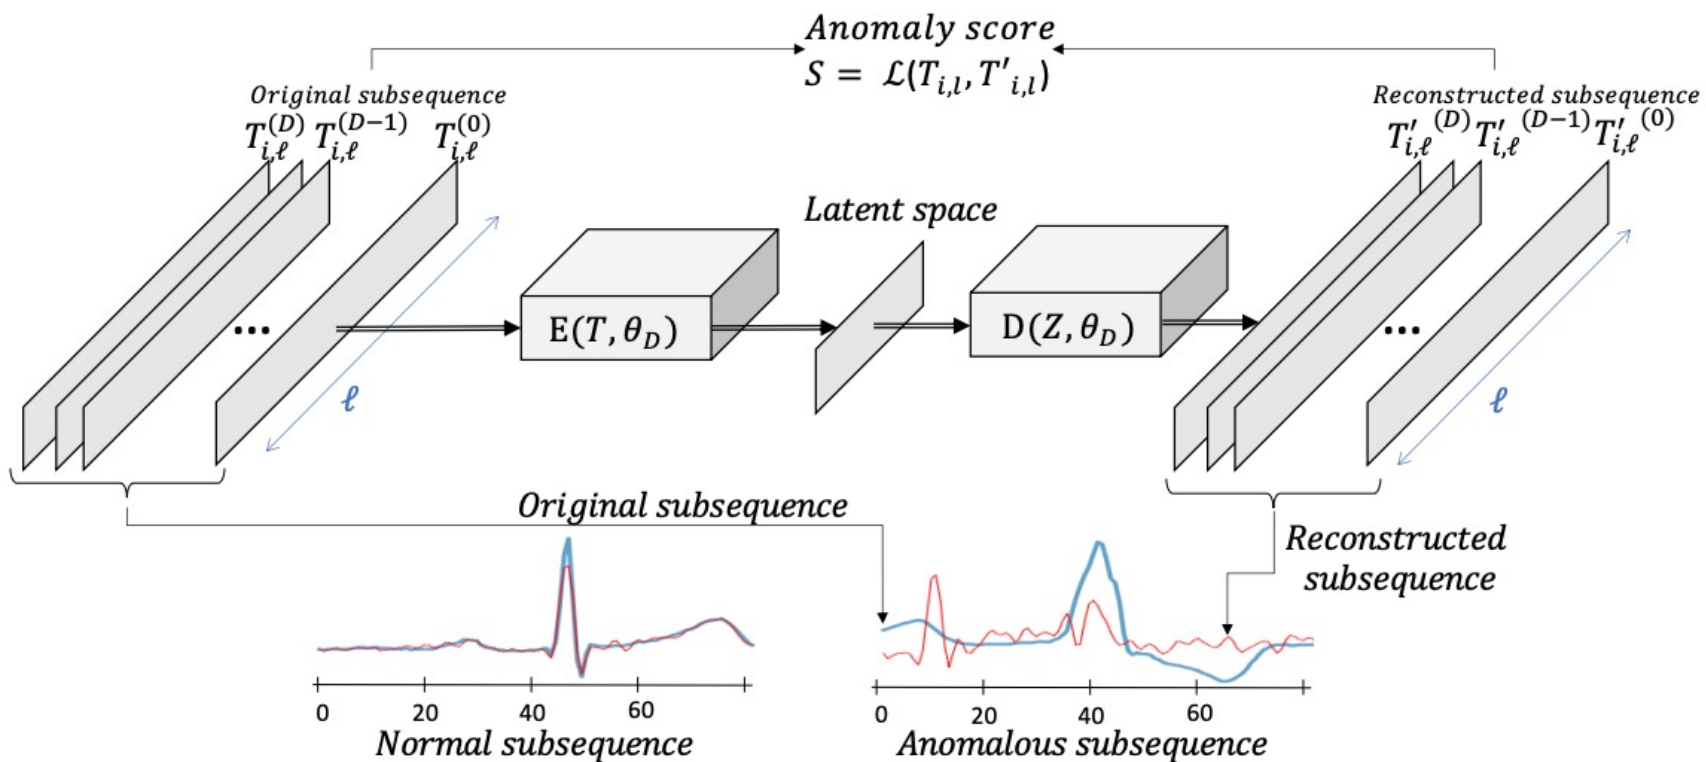 Anomaly score
S = ℒ(T_{i,l}, T'_{i,l})
Original subsequence
T_{i,ℓ}^{(D)} T_{i,ℓ}^{(D−1)} T_{i,ℓ}^{(0)}
Reconstructed subsequence
T'_{i,ℓ}^{(D)} T'_{i,ℓ}^{(D−1)} T'_{i,ℓ}^{(0)}
Latent space
...
E(T, θ_D)
D(Z, θ_D)
...
ℓ
ℓ
Original subsequence
Reconstructed
subsequence
0 20 40 60
Normal subsequence
0 20 40 60
Anomalous subsequence